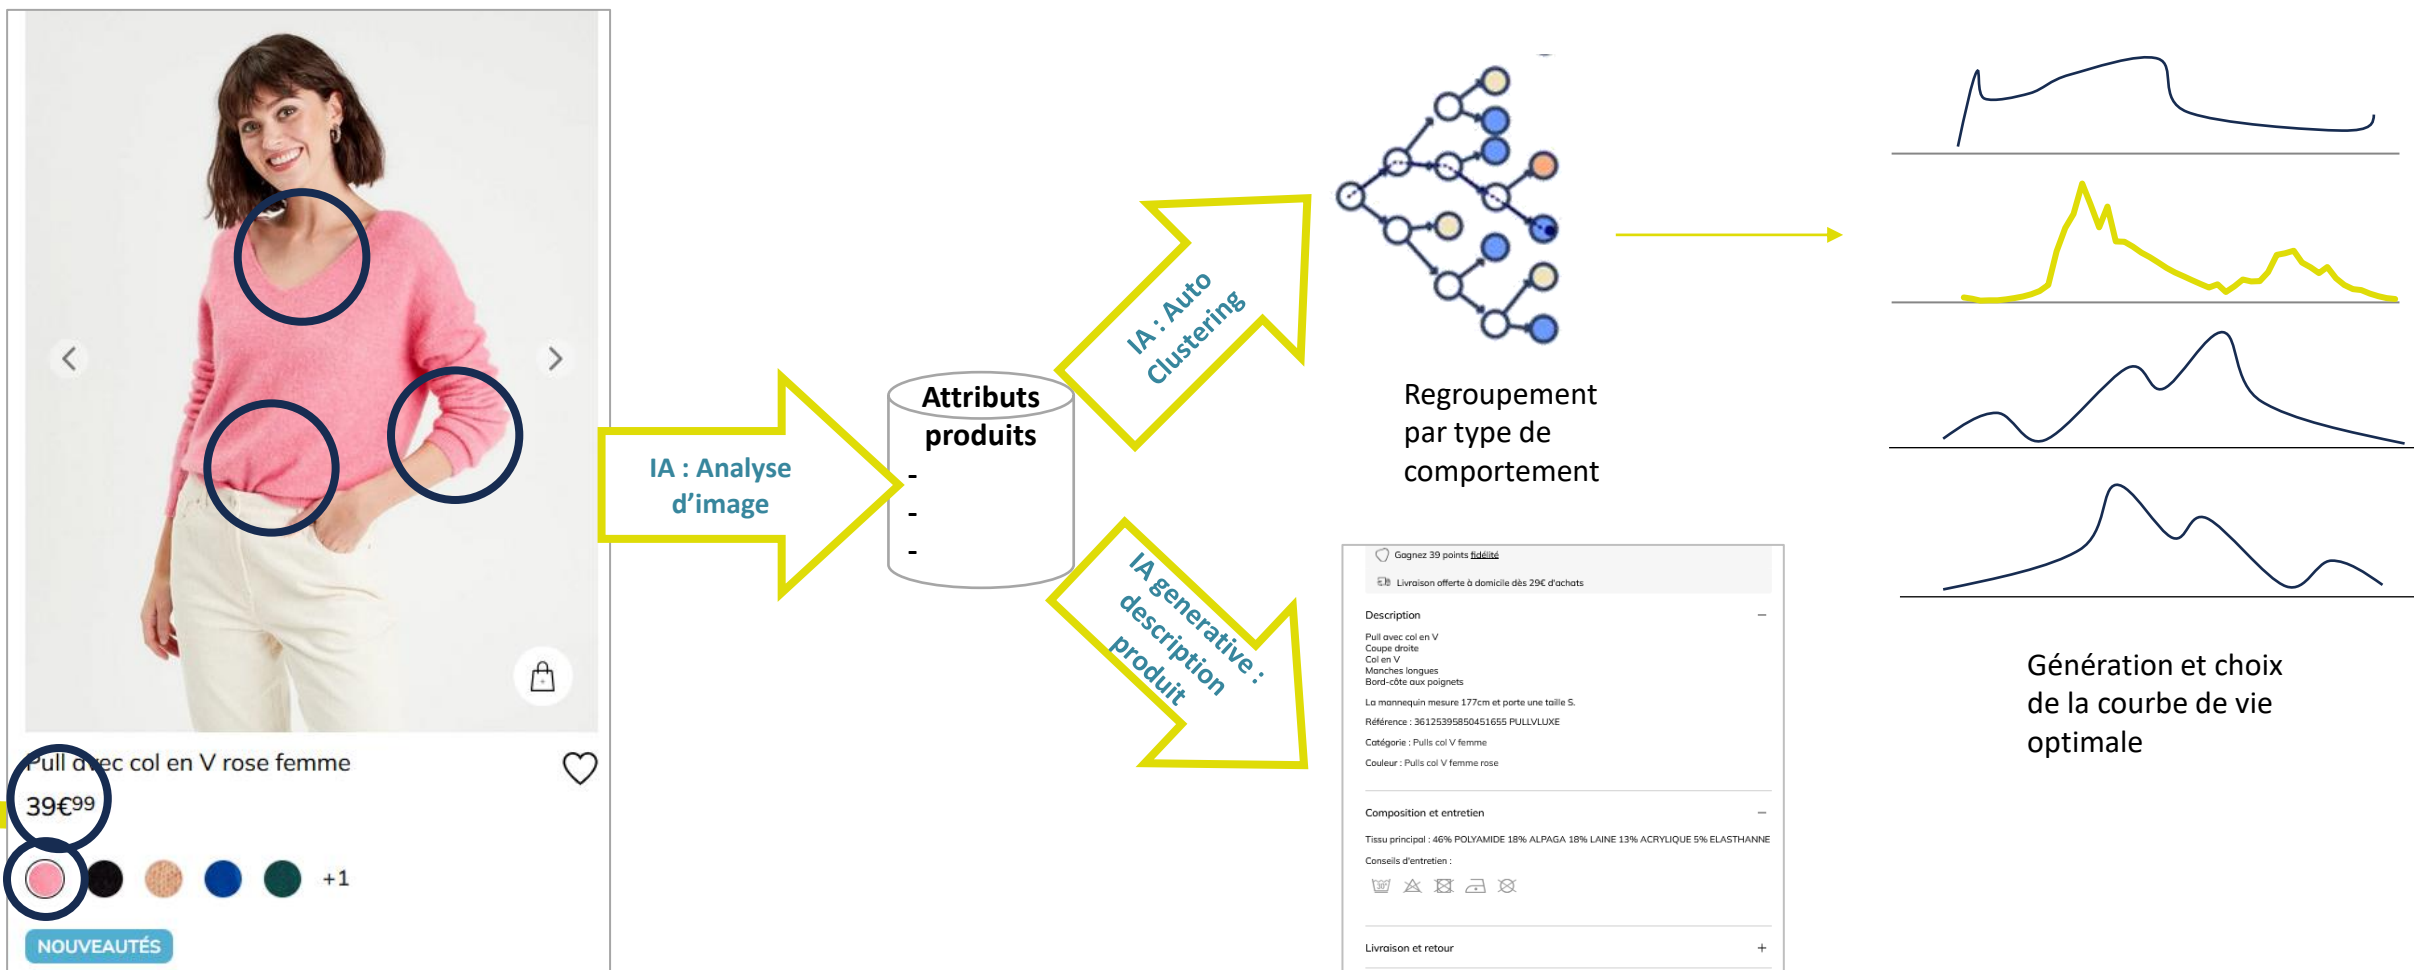 Pull avec col en V rose femme
39€99
+1
NOUVEAUTÉS
IA : Analyse
d'image
Attributs
produits
-
-
-
IA : Auto
Clustering
IA generative :
description
produit
Regroupement
par type de
comportement
Gagnez 39 points fidélité
Livraison offerte à domicile dès 29€ d'achats
Description
Pull avec col en V
Coupe droite
Col en V
Manches longues
Bord-côte aux poignets
La mannequin mesure 177cm et porte une taille S.
Référence : 36125395850451655 PULLVLUXE
Catégorie : Pulls col V femme
Couleur : Pulls col V femme rose
Composition et entretien
Tissu principal : 46% POLYAMIDE 18% ALPAGA 18% LAINE 13% ACRYLIQUE 5% ELASTHANNE
Conseils d'entretien :
30°
Livraison et retour
Génération et choix
de la courbe de vie
optimale